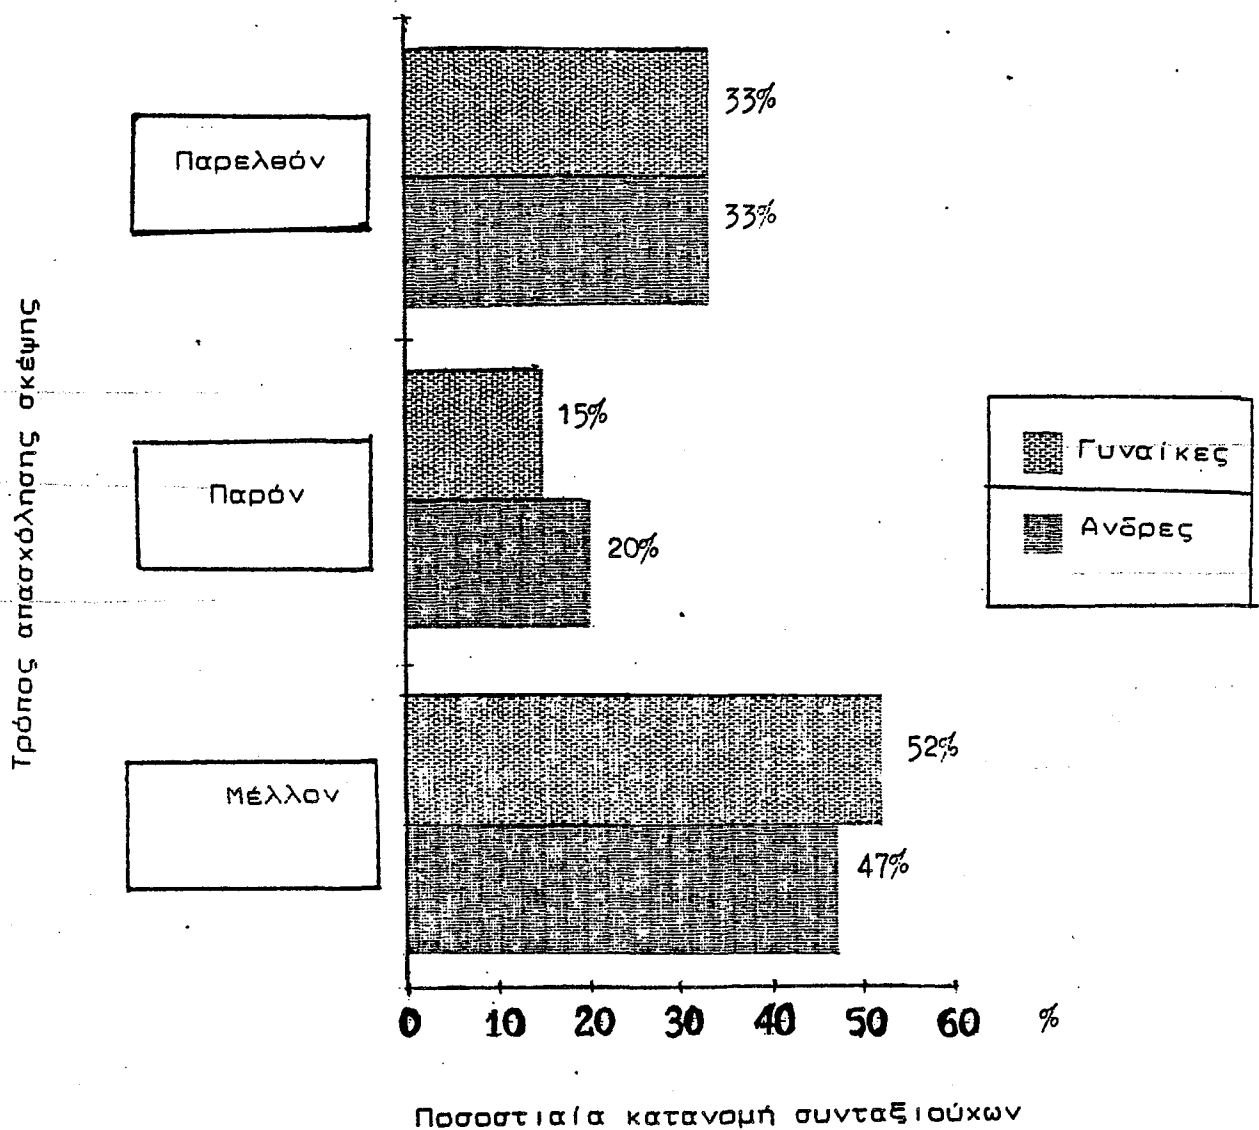 33%
Παρελθόν
33%
Τρόπος απασχόλησης σκέψης
15%
Παρόν
20%
Γυναίκες
Ανδρες
52%
Μέλλον
47%
0 10 20 30 40 50 60 %
Ποσοστιαία κατανομή συνταξιούχων